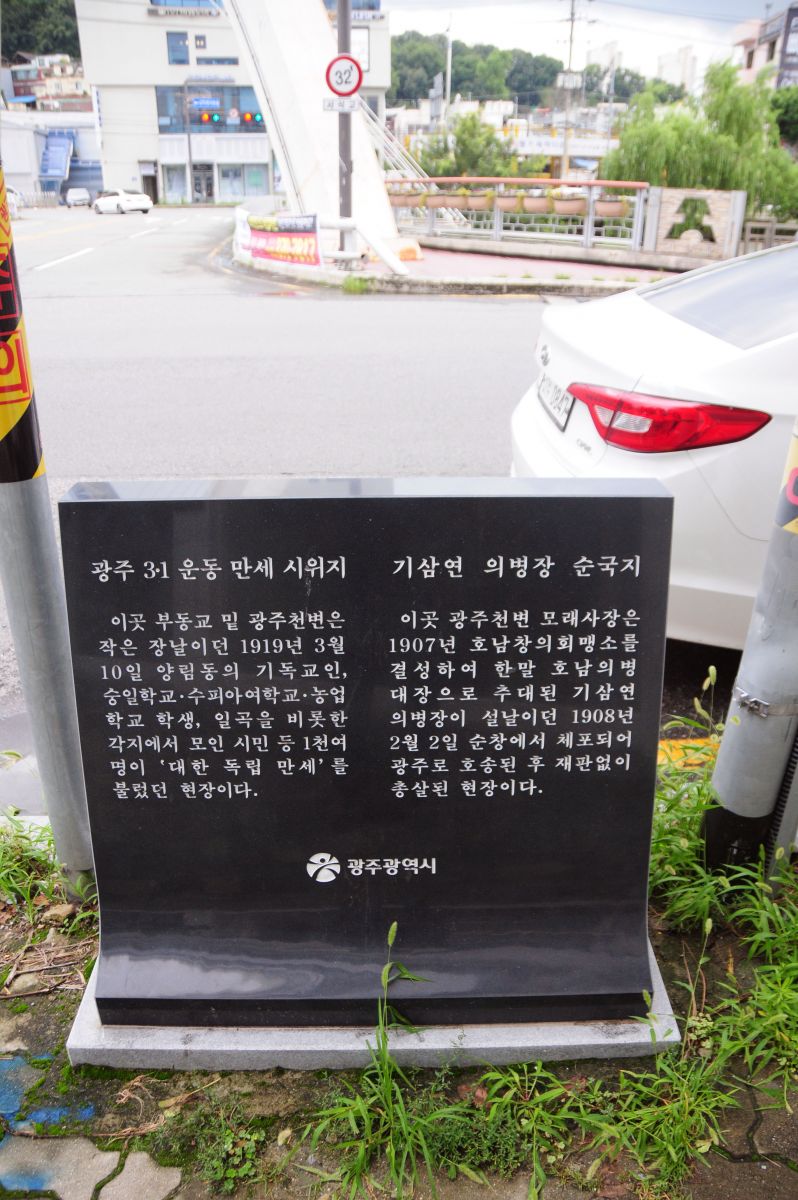 32t
서석교
광주 3·1 운동 만세 시위지
이곳 부동교 밑 광주천변은
작은 장날이던 1919년 3월
10일 양림동의 기독교인,
숭일학교·수피아여학교·농업
학교 학생, 일곡을 비롯한
각지에서 모인 시민 등 1천여
명이 ‘대한 독립 만세’를
불렀던 현장이다.
기삼연 의병장 순국지
이곳 광주천변 모래사장은
1907년 호남창의회맹소를
결성하여 한말 호남의병
대장으로 추대된 기삼연
의병장이 설날이던 1908년
2월 2일 순창에서 체포되어
광주로 호송된 후 재판없이
총살된 현장이다.
광주광역시